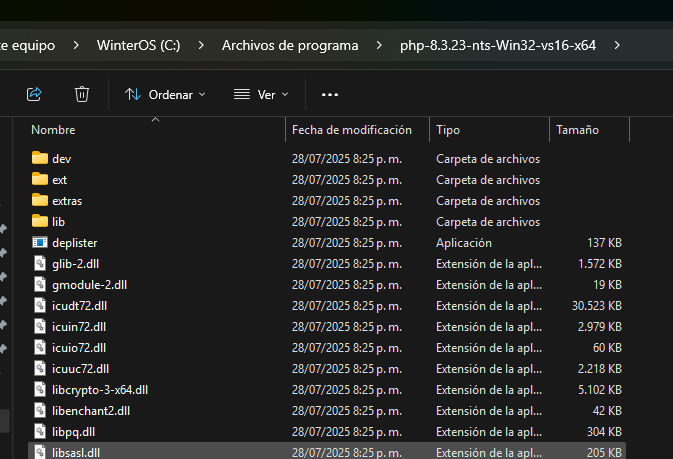 te equipo > WinterOS (C:) > Archivos de programa > php-8.3.23-nts-Win32-vs16-x64 >
Ordenar Ver
Nombre Fecha de modificación Tipo Tamaño
dev 28/07/2025 8:25 p. m. Carpeta de archivos
ext 28/07/2025 8:25 p. m. Carpeta de archivos
extras 28/07/2025 8:25 p. m. Carpeta de archivos
lib 28/07/2025 8:25 p. m. Carpeta de archivos
deplister 28/07/2025 8:25 p. m. Aplicación 137 KB
glib-2.dll 28/07/2025 8:25 p. m. Extensión de la apl... 1.572 KB
gmodule-2.dll 28/07/2025 8:25 p. m. Extensión de la apl... 19 KB
icudt72.dll 28/07/2025 8:25 p. m. Extensión de la apl... 30.523 KB
icuin72.dll 28/07/2025 8:25 p. m. Extensión de la apl... 2.979 KB
icuio72.dll 28/07/2025 8:25 p. m. Extensión de la apl... 60 KB
icuuc72.dll 28/07/2025 8:25 p. m. Extensión de la apl... 2.218 KB
libcrypto-3-x64.dll 28/07/2025 8:25 p. m. Extensión de la apl... 5.102 KB
libenchant2.dll 28/07/2025 8:25 p. m. Extensión de la apl... 42 KB
libpq.dll 28/07/2025 8:25 p. m. Extensión de la apl... 304 KB
libsasl.dll 28/07/2025 8:25 p. m. Extensión de la apl... 205 KB